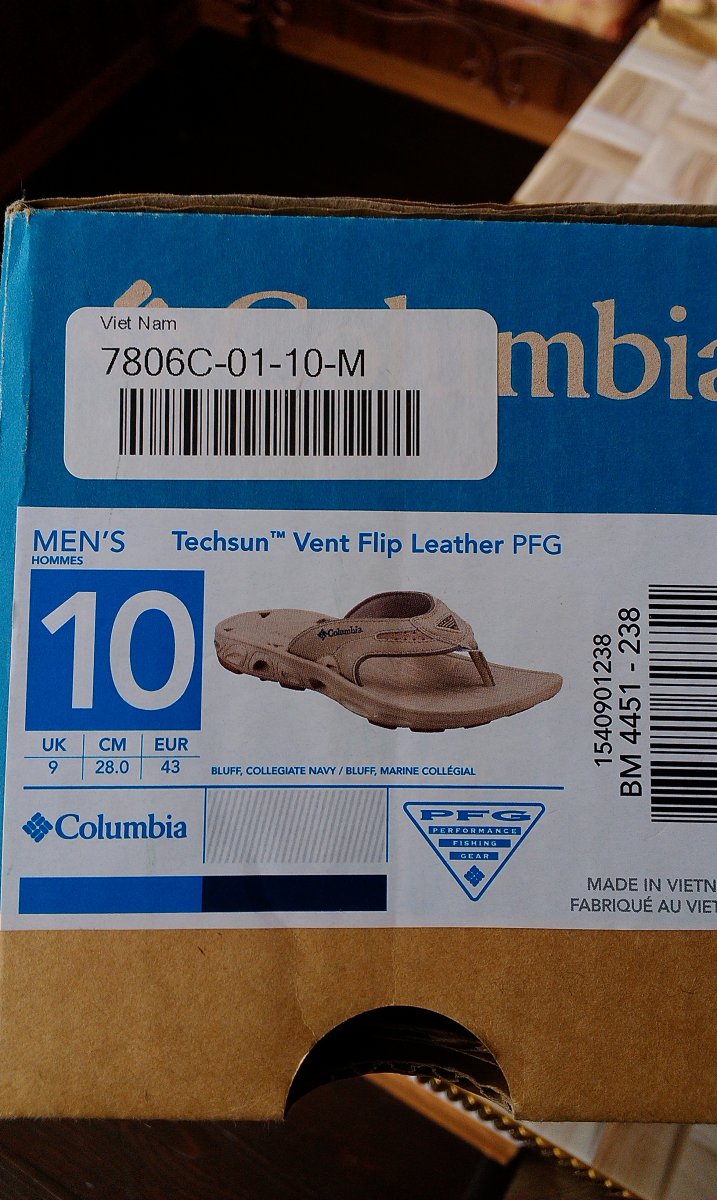 Columbia
Viet Nam
7806C-01-10-M
MEN'S
HOMMES
Techsun™ Vent Flip Leather PFG
10
Columbia
UK CM EUR
9 28.0 43
BLUFF, COLLEGIATE NAVY / BLUFF, MARINE COLLÉGIAL
1540901238
BM 4451 - 238
Columbia
PFG
PERFORMANCE
FISHING
GEAR
MADE IN VIETN
FABRIQUÉ AU VIET